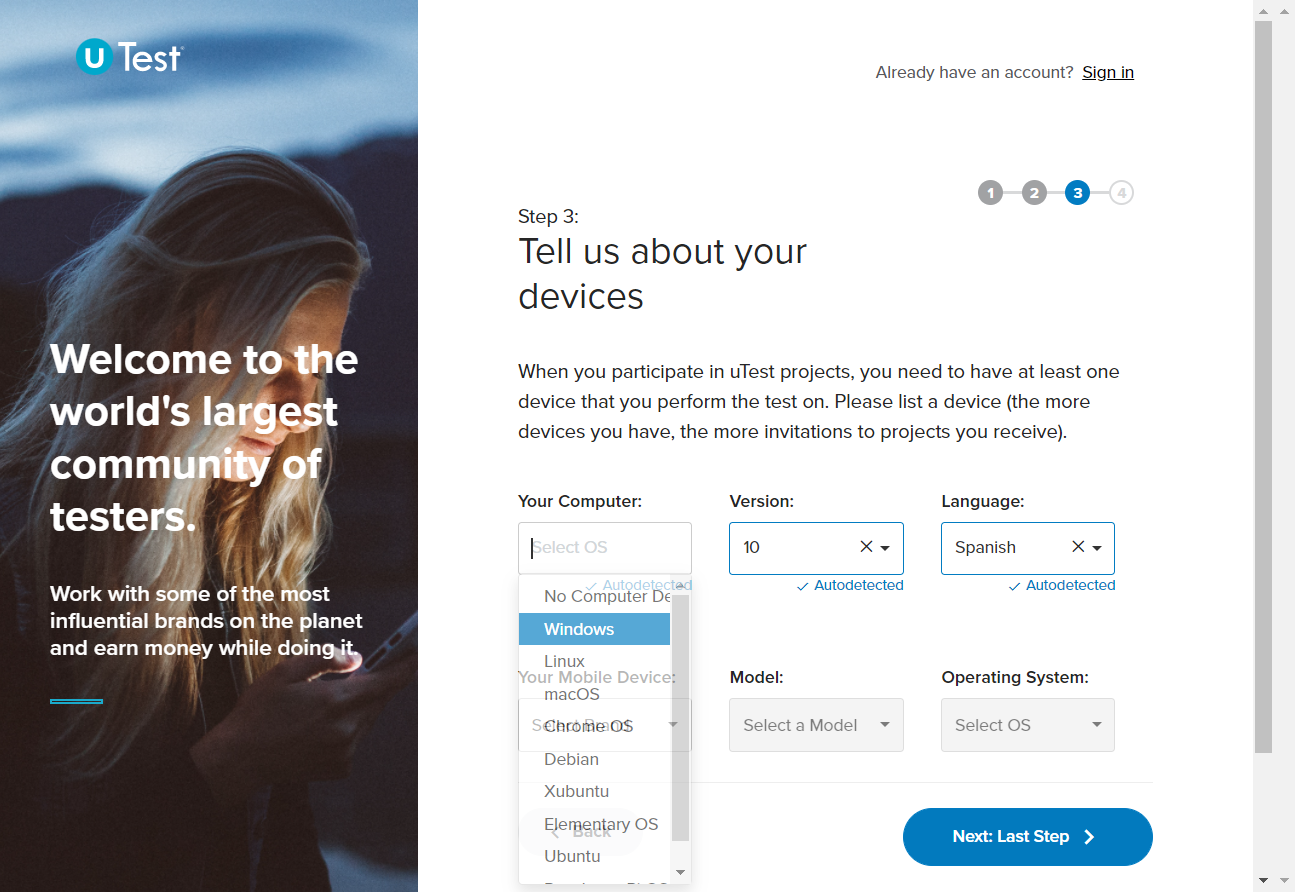 U Test
Already have an account? Sign in
1 2 3 4
Step 3:
Tell us about your
devices
Welcome to the
world's largest
community of
testers.
Work with some of the most
influential brands on the planet
and earn money while doing it.
When you participate in uTest projects, you need to have at least one
device that you perform the test on. Please list a device (the more
devices you have, the more invitations to projects you receive).
Your Computer: Version: Language:
Select OS 10 Spanish
Autodetected Autodetected Autodetected
No Computer De
Windows
Linux
macOS
Chrome OS
Debian
Xubuntu
Elementary OS
Ubuntu
Your Mobile Device: Model: Operating System:
Select Brand Select a Model Select OS
Back Next: Last Step